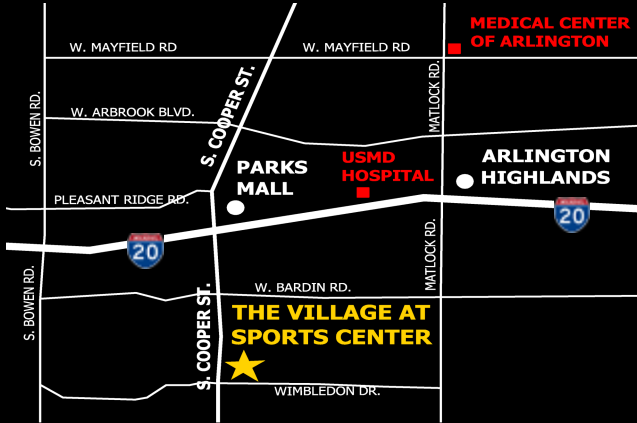 MEDICAL CENTER
OF ARLINGTON
W. MAYFIELD RD
W. MAYFIELD RD
S. BOWEN RD.
S. COOPER ST.
MATLOCK RD.
W. ARBROOK BLVD.
PARKS
MALL
USMD
HOSPITAL
ARLINGTON
HIGHLANDS
PLEASANT RIDGE RD.
20
20
S. BOWEN RD.
S. COOPER ST.
MATLOCK RD.
W. BARDIN RD.
THE VILLAGE AT
SPORTS CENTER
WIMBLEDON DR.